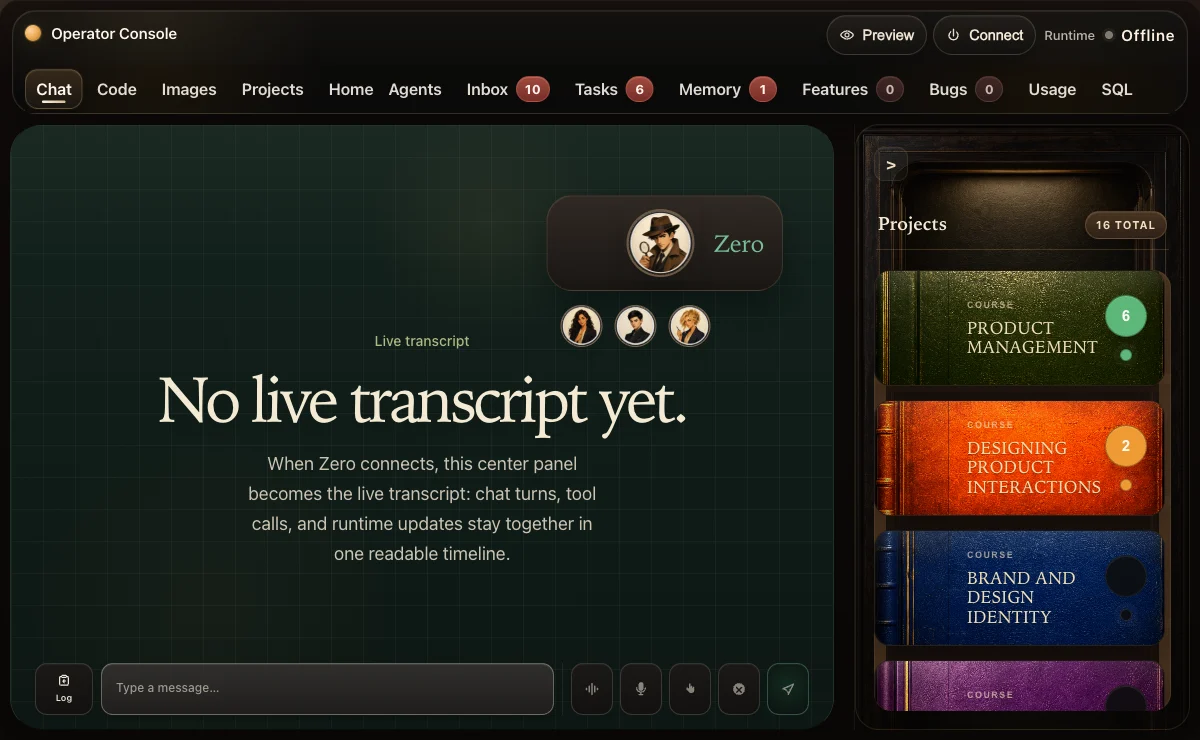 Operator Console
Preview
Connect
Runtime
Offline
Chat
Code
Images
Projects
Home
Agents
Inbox 10
Tasks 6
Memory 1
Features 0
Bugs 0
Usage
SQL
Zero
Live transcript
No live transcript yet.
When Zero connects, this center panel
becomes the live transcript: chat turns, tool
calls, and runtime updates stay together in
one readable timeline.
Log
Type a message...
>
Projects
16 TOTAL
COURSE
PRODUCT
MANAGEMENT
6
COURSE
DESIGNING
PRODUCT
INTERACTIONS
2
COURSE
BRAND AND
DESIGN
IDENTITY
COURSE